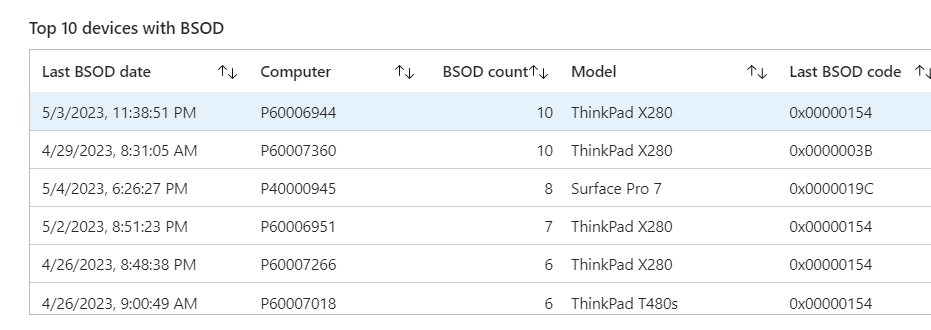 Top 10 devices with BSOD
Last BSOD date ↑↓ Computer ↑↓ BSOD count↑↓ Model ↑↓ Last BSOD code ↑↓
5/3/2023, 11:38:51 PM P60006944 10 ThinkPad X280 0x00000154
4/29/2023, 8:31:05 AM P60007360 10 ThinkPad X280 0x0000003B
5/4/2023, 6:26:27 PM P40000945 8 Surface Pro 7 0x0000019C
5/2/2023, 8:51:23 PM P60006951 7 ThinkPad X280 0x00000154
4/26/2023, 8:48:38 PM P60007266 6 ThinkPad X280 0x00000154
4/26/2023, 9:00:49 AM P60007018 6 ThinkPad T480s 0x00000154